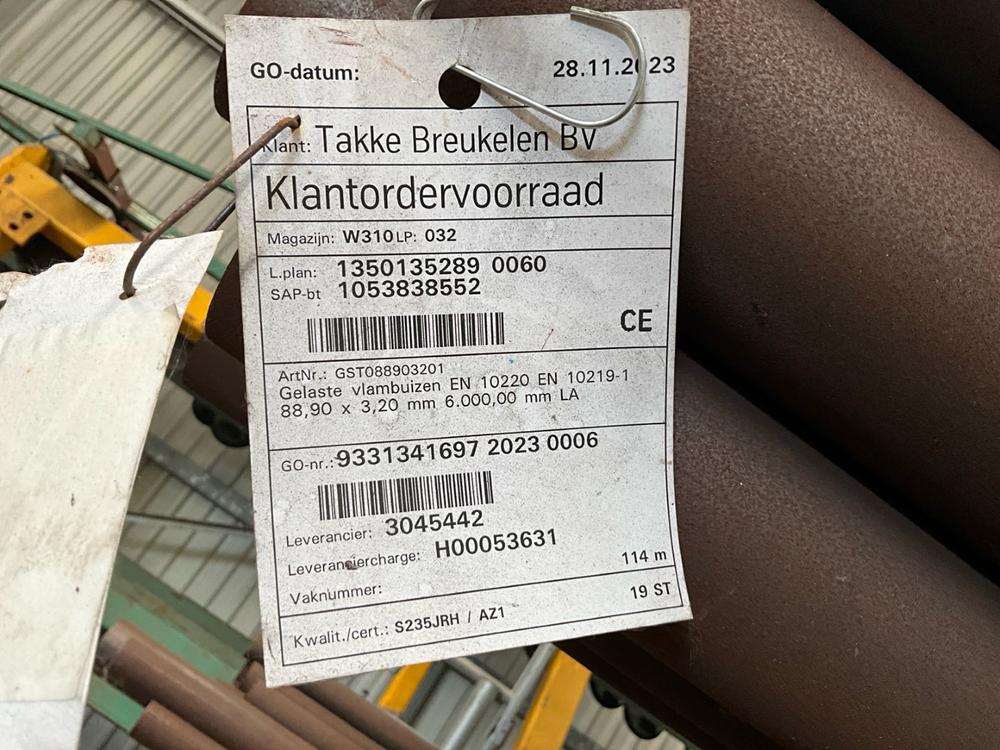 GO-datum: 28.11.2023
Klant: Takke Breukelen BV
Klantordervoorraad
Magazijn: W310 LP: 032
L.plan: 1350135289 0060
SAP-bt 1053838552
CE
ArtNr.: GST088903201
Gelaste vlambuizen EN 10220 EN 10219-1
88,90 x 3,20 mm 6.000,00 mm LA
GO-nr.: 9331341697 2023 0006
Leverancier: 3045442
Leveranciercharge: H00053631
114 m
Vaknummer:
19 ST
Kwalit./cert.: S235JRH / AZ1